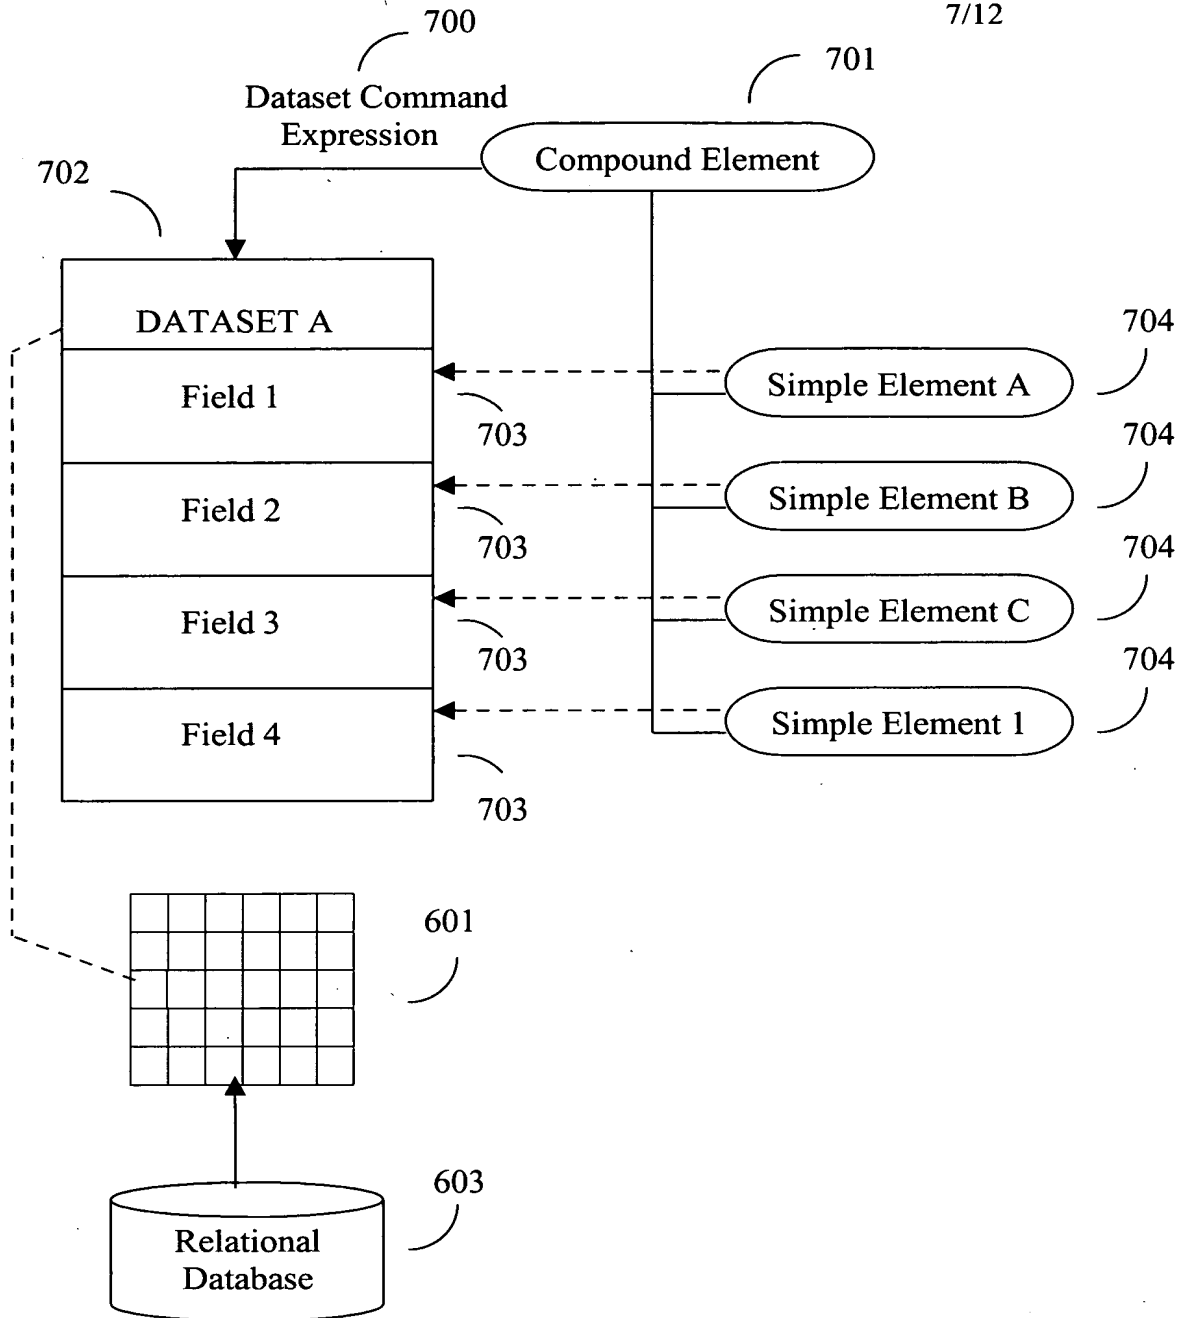 700
7/12
701
Dataset Command
Expression
Compound Element
702
DATASET A
704
Field 1
Simple Element A
703
704
Field 2
Simple Element B
703
704
Field 3
Simple Element C
703
704
Field 4
Simple Element 1
703
601
603
Relational
Database